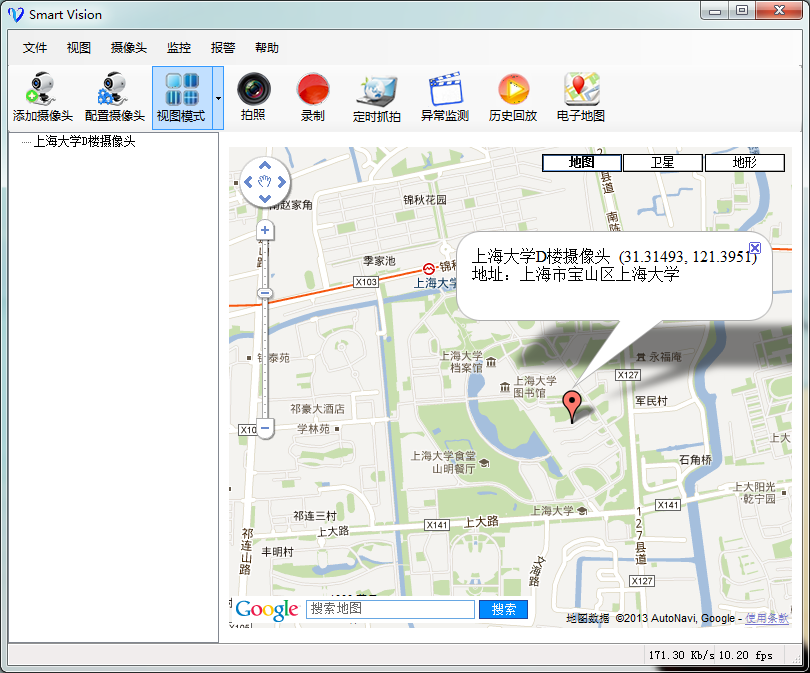 Smart Vision
文件 视图 摄像头 监控 报警 帮助
添加摄像头 配置摄像头 视图模式 拍照 录制 定时抓拍 异常监测 历史回放 电子地图
上海大学D楼摄像头
地图 卫星 地形
县道
南陈
南赵家角
锦秋花园
季家池
锦秋
X103
上海大学
上海大学D楼摄像头 (31.31493, 121.3951)
地址：上海市宝山区上海大学
泰苑
上海大学
档案馆
永福庵
X127
上海大学
图书馆
军民村
祁豪大酒店
学林苑
X10
上大
上海大学食堂
山明餐厅
石角桥
上大阳光
乾宁园
X141
上海大学
祁连三村
上大路
X141
上大路
127县道
祁连山路
丰明村
文海路
X127
Google 搜索地图 搜索
地图数据 ©2013 AutoNavi, Google - 使用条款
171.30 Kb/s 10.20 fps